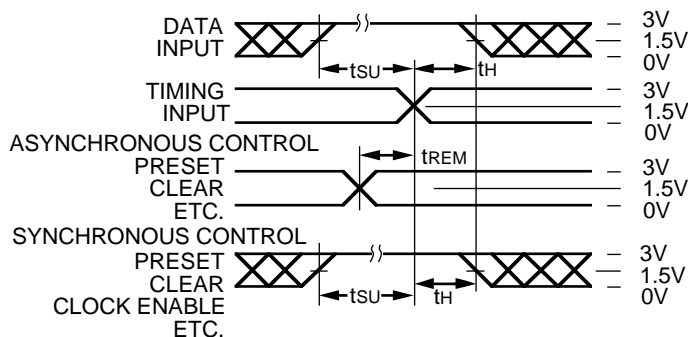 DATA
INPUT
tSU
tH
3V
1.5V
0V
TIMING
INPUT
3V
1.5V
0V
ASYNCHRONOUS CONTROL
PRESET
CLEAR
ETC.
tREM
3V
1.5V
0V
SYNCHRONOUS CONTROL
PRESET
CLEAR
CLOCK ENABLE
ETC.
tSU
tH
3V
1.5V
0V